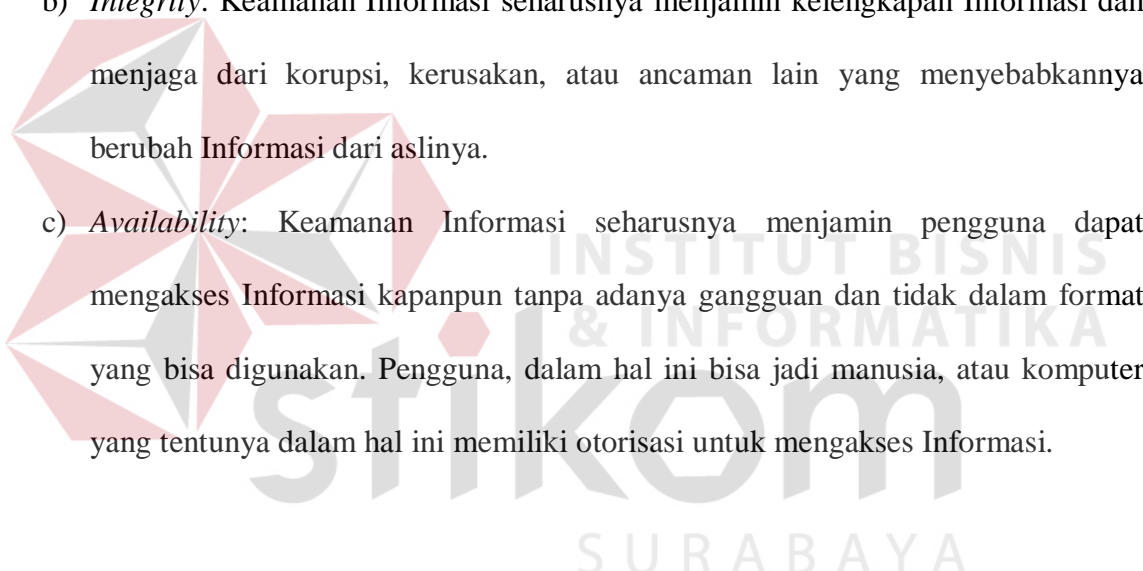 b) Integrity: Keamanan Informasi seharusnya menjamin kelengkapan Informasi dan
menjaga dari korupsi, kerusakan, atau ancaman lain yang menyebabkannya
berubah Informasi dari aslinya.
c) Availability: Keamanan Informasi seharusnya menjamin pengguna dapat
mengakses Informasi kapanpun tanpa adanya gangguan dan tidak dalam format
yang bisa digunakan. Pengguna, dalam hal ini bisa jadi manusia, atau komputer
yang tentunya dalam hal ini memiliki otorisasi untuk mengakses Informasi.
INSTITUT BISNIS
& INFORMATIKA
stikom
SURABAYA